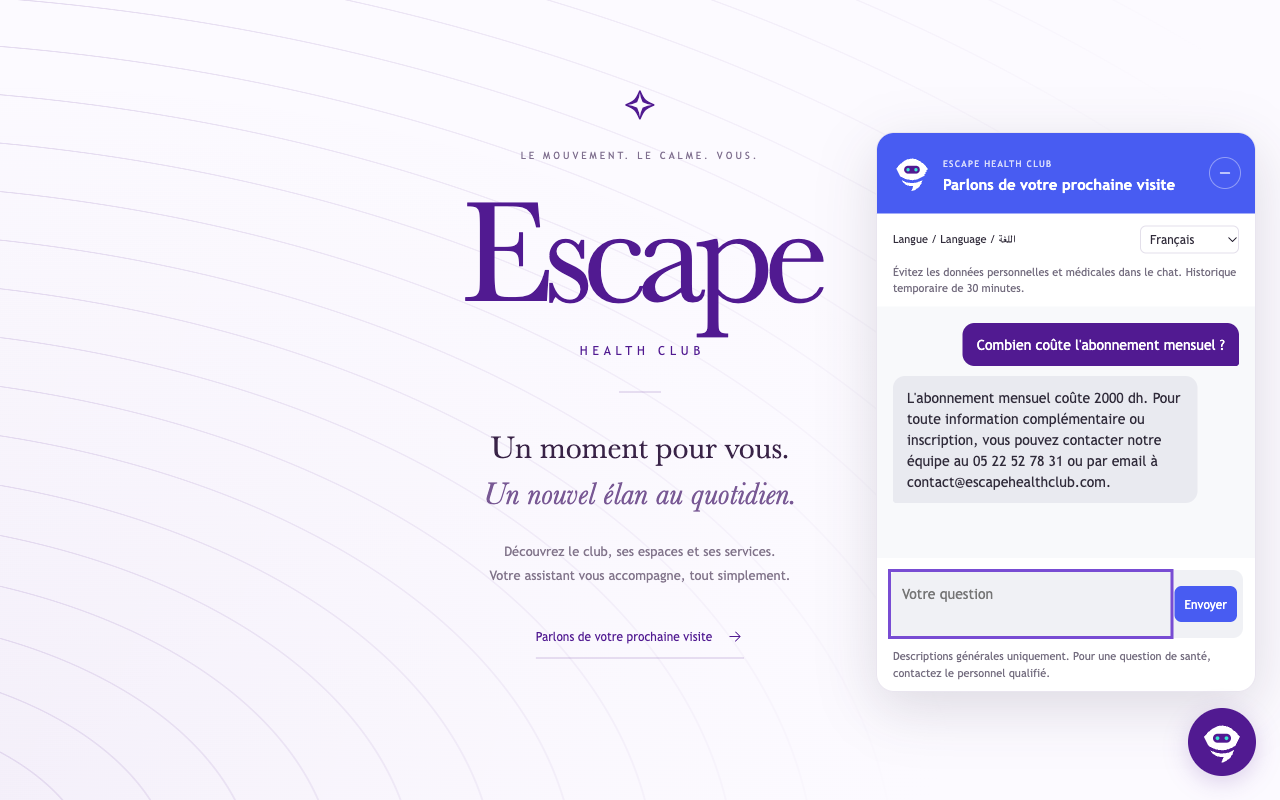 LE MOUVEMENT. LE CALME. VOUS.
Escape
HEALTH CLUB
Un moment pour vous.
Un nouvel élan au quotidien.
Découvrez le club, ses espaces et ses services.
Votre assistant vous accompagne, tout simplement.
Parlons de votre prochaine visite →
ESCAPE HEALTH CLUB
Parlons de votre prochaine visite
Langue / Language / اللغة
Français
Évitez les données personnelles et médicales dans le chat. Historique
temporaire de 30 minutes.
Combien coûte l'abonnement mensuel ?
L'abonnement mensuel coûte 2000 dh. Pour
toute information complémentaire ou
inscription, vous pouvez contacter notre
équipe au 05 22 52 78 31 ou par email à
contact@escapehealthclub.com.
Votre question
Envoyer
Descriptions générales uniquement. Pour une question de santé,
contactez le personnel qualifié.